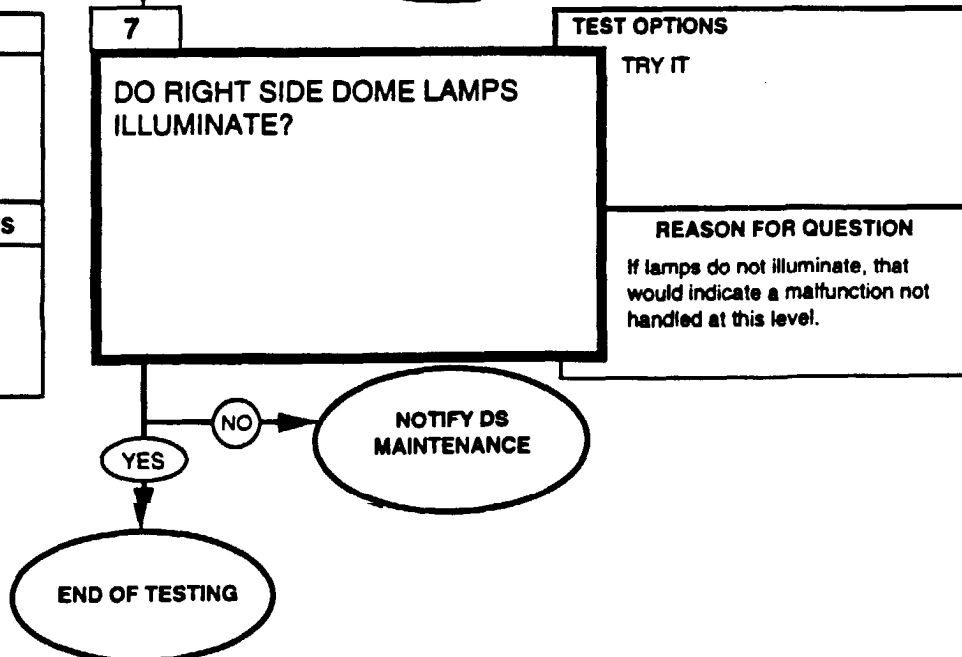 7
TEST OPTIONS
TRY IT
DO RIGHT SIDE DOME LAMPS
ILLUMINATE?
S
REASON FOR QUESTION
If lamps do not illuminate, that
would indicate a malfunction not
handled at this level.
NO
NOTIFY DS
MAINTENANCE
YES
END OF TESTING